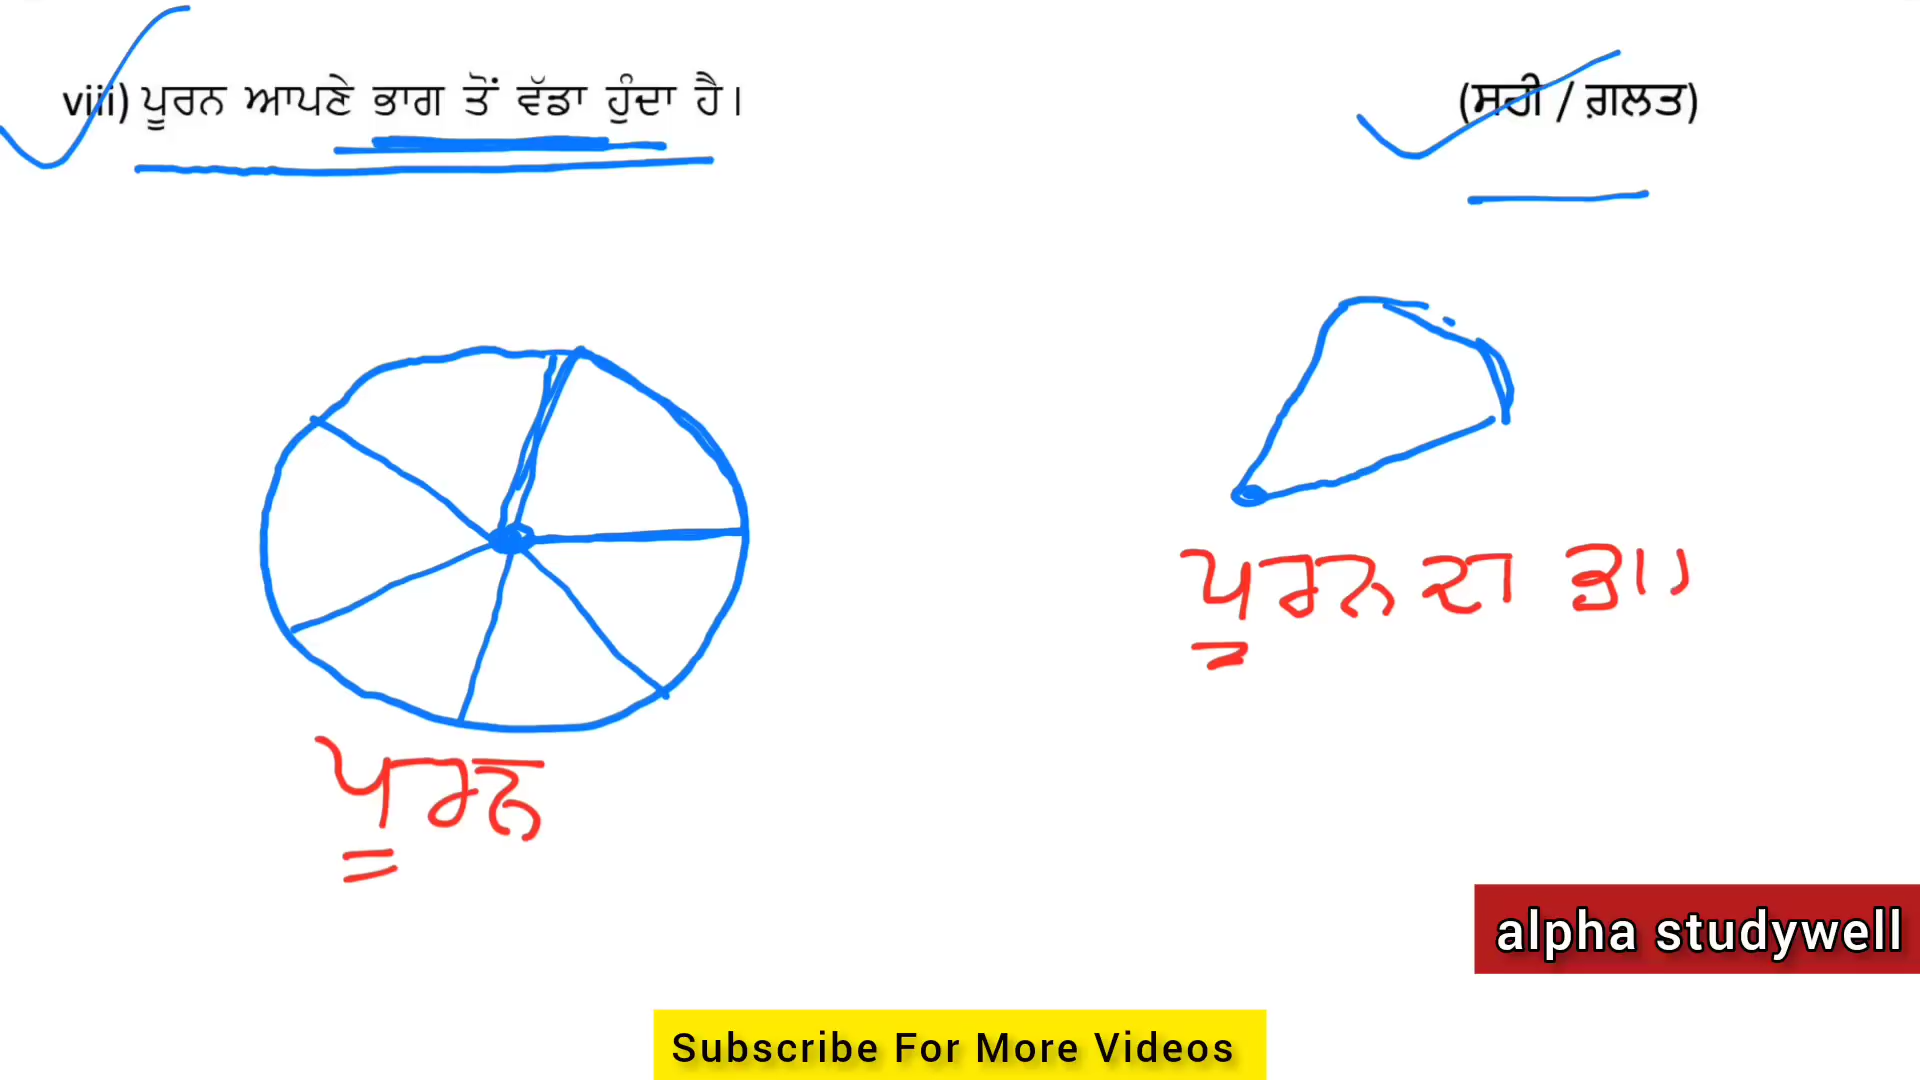 viii) ਪੂਰਨ ਆਪਣੇ ਭਾਗ ਤੋਂ ਵੱਡਾ ਹੁੰਦਾ ਹੈ। (ਸਹੀ / ਗ਼ਲਤ)
ਪੂਰਨ ਦਾ
ਪੂਰਨ
alpha studywell
Subscribe For More Videos